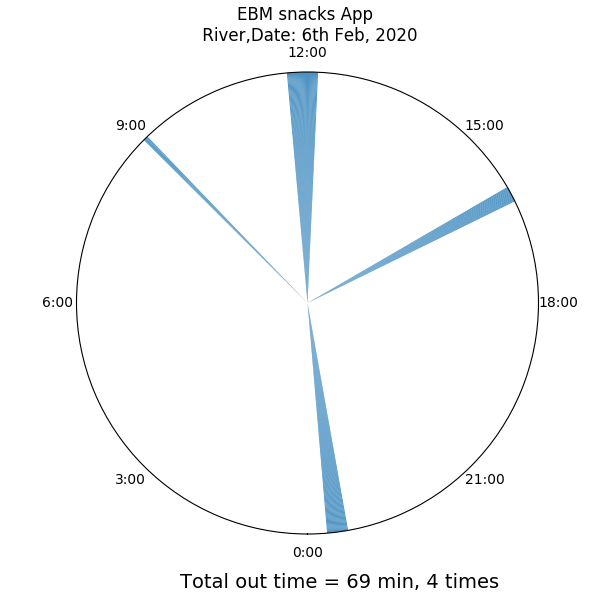 EBM snacks App
River,Date: 6th Feb, 2020
12:00
9:00
15:00
6:00
18:00
3:00
21:00
0:00
Total out time = 69 min, 4 times